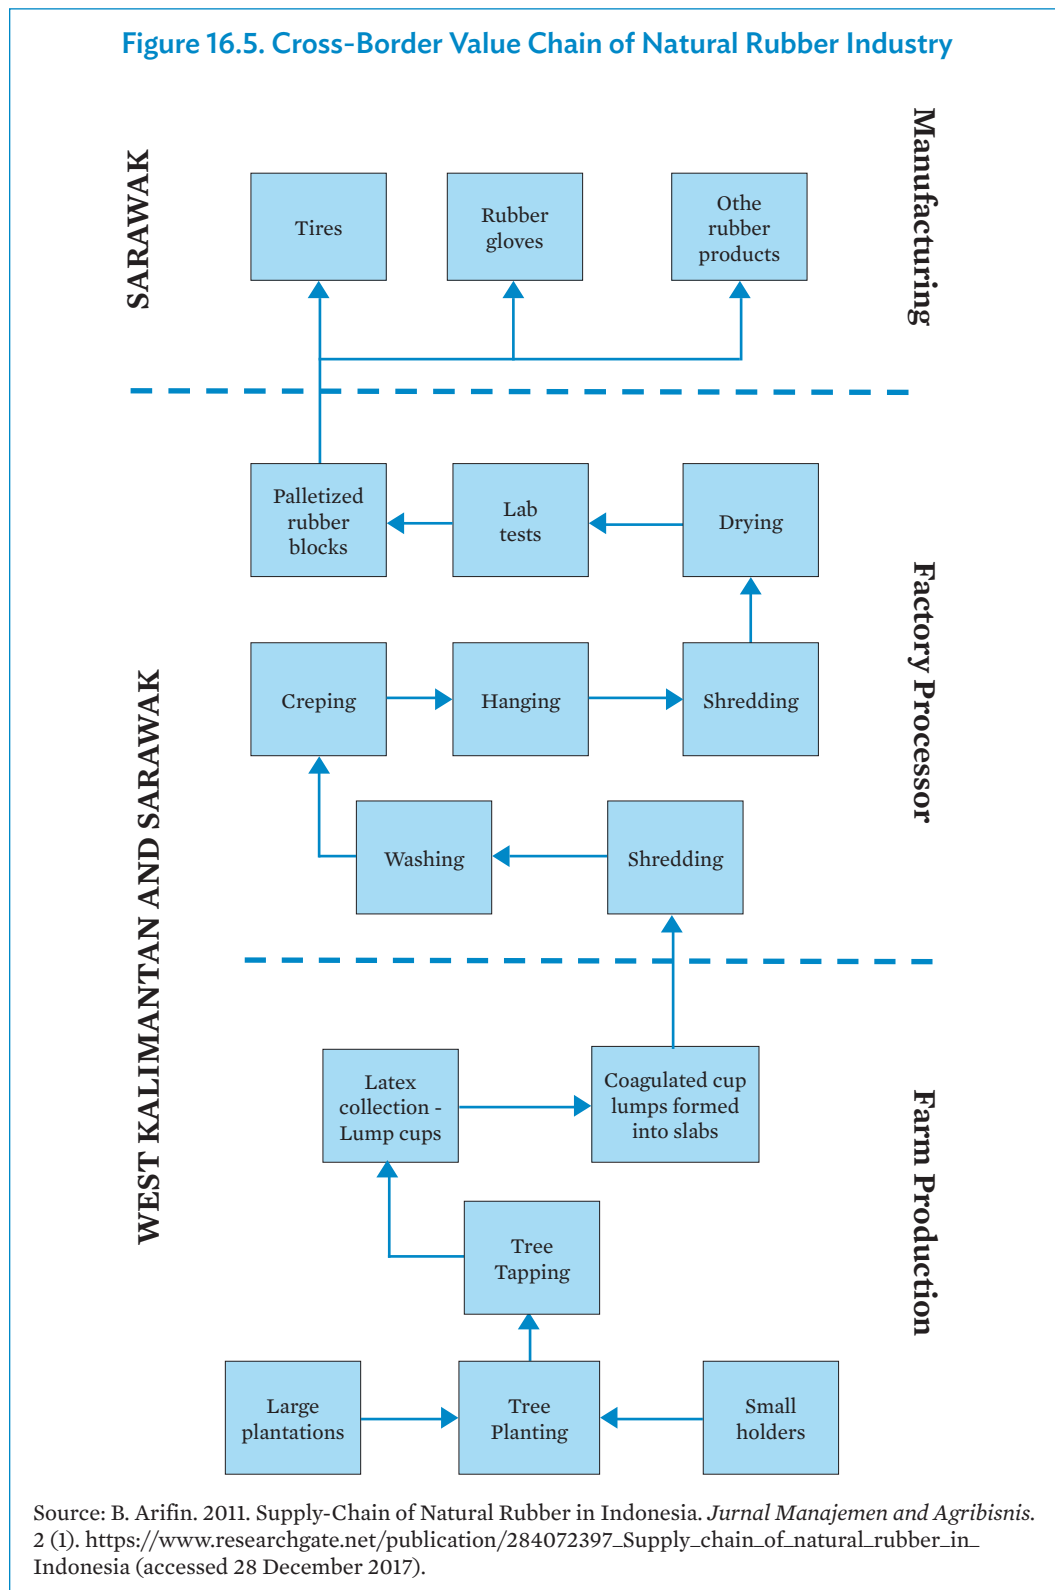 Figure 16.5. Cross-Border Value Chain of Natural Rubber Industry
SARAWAK
Manufacturing
Tires
Rubber
gloves
Othe
rubber
products
WEST KALIMANTAN AND SARAWAK
Factory Processor
Palletized
rubber
blocks
Lab
tests
Drying
Creping
Hanging
Shredding
Washing
Shredding
Farm Production
Latex
collection -
Lump cups
Coagulated cup
lumps formed
into slabs
Tree
Tapping
Large
plantations
Tree
Planting
Small
holders
Source: B. Arifin. 2011. Supply-Chain of Natural Rubber in Indonesia. Jurnal Manajemen and Agribisnis.
2 (1). https://www.researchgate.net/publication/284072397_Supply_chain_of_natural_rubber_in_
Indonesia (accessed 28 December 2017).